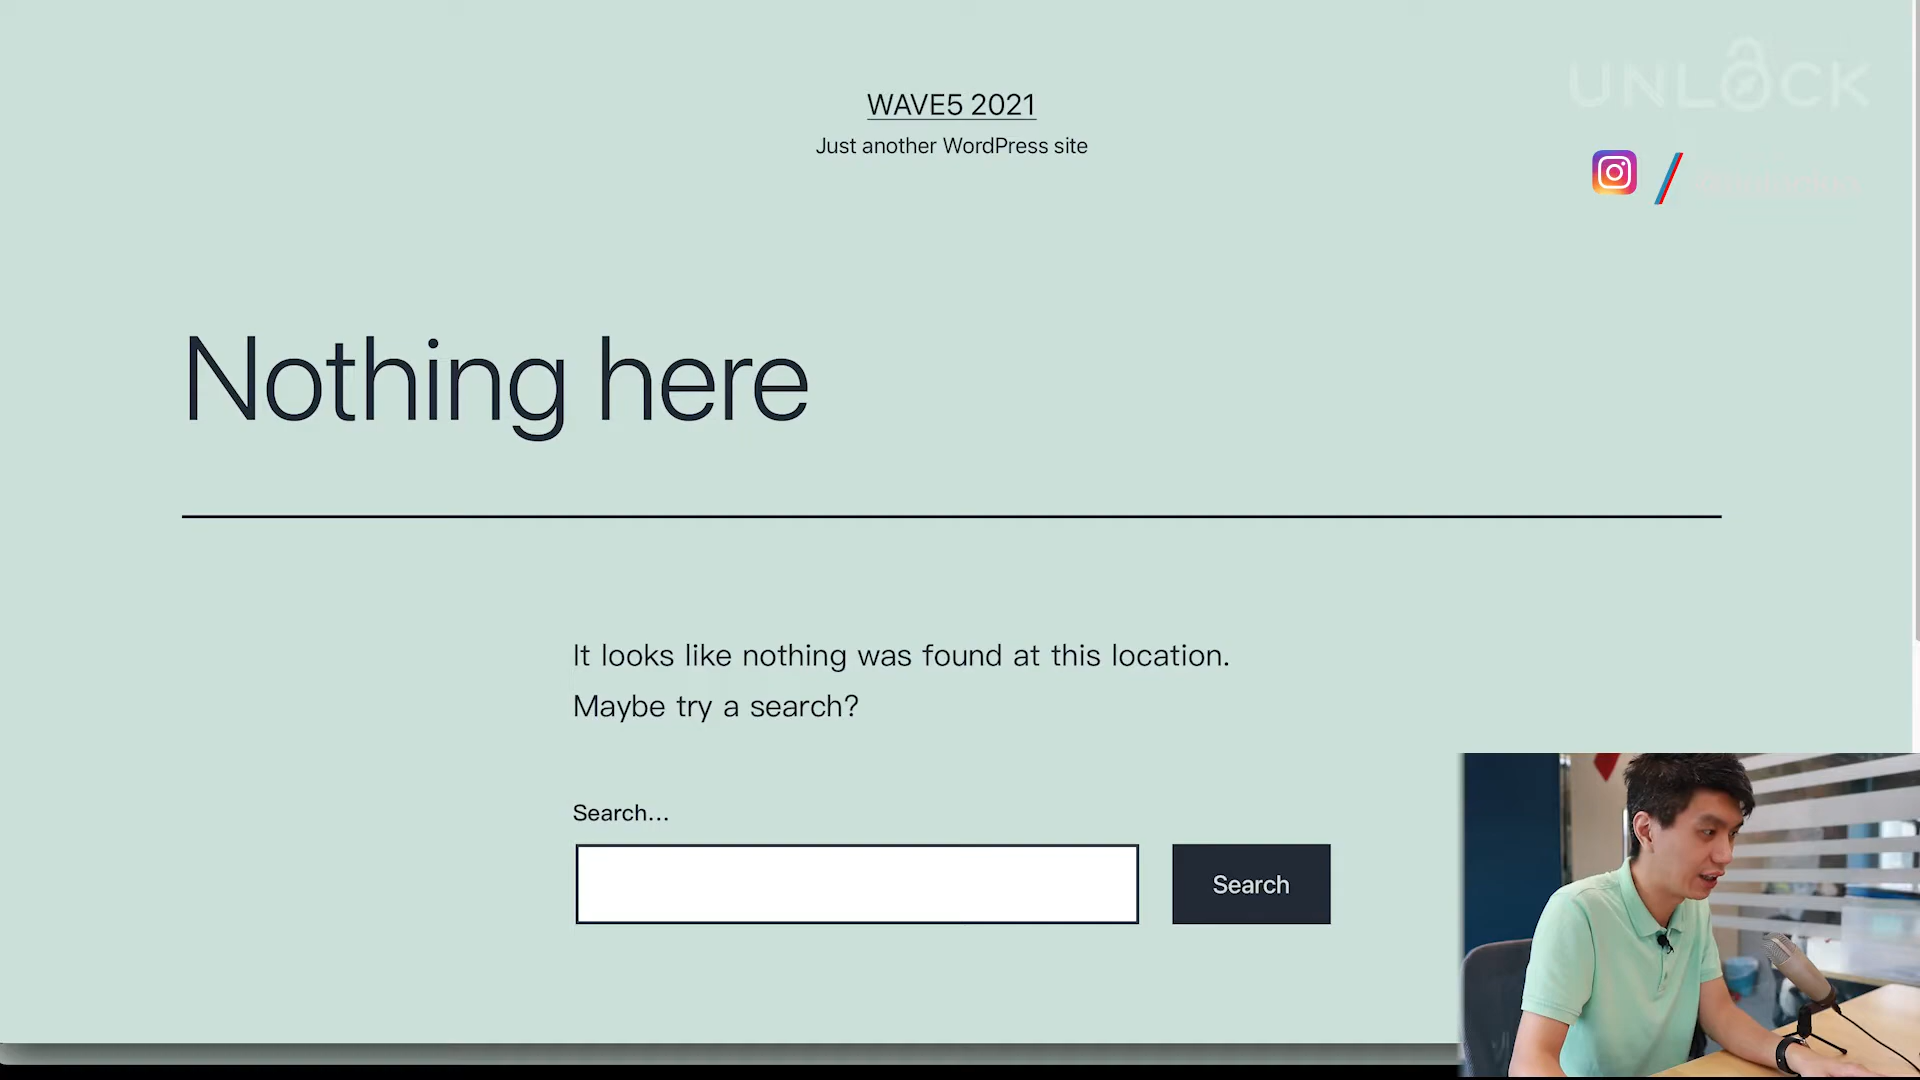 UNLOCK
WAVE5 2021
Just another WordPress site
Nothing here
It looks like nothing was found at this location.
Maybe try a search?
Search...
Search